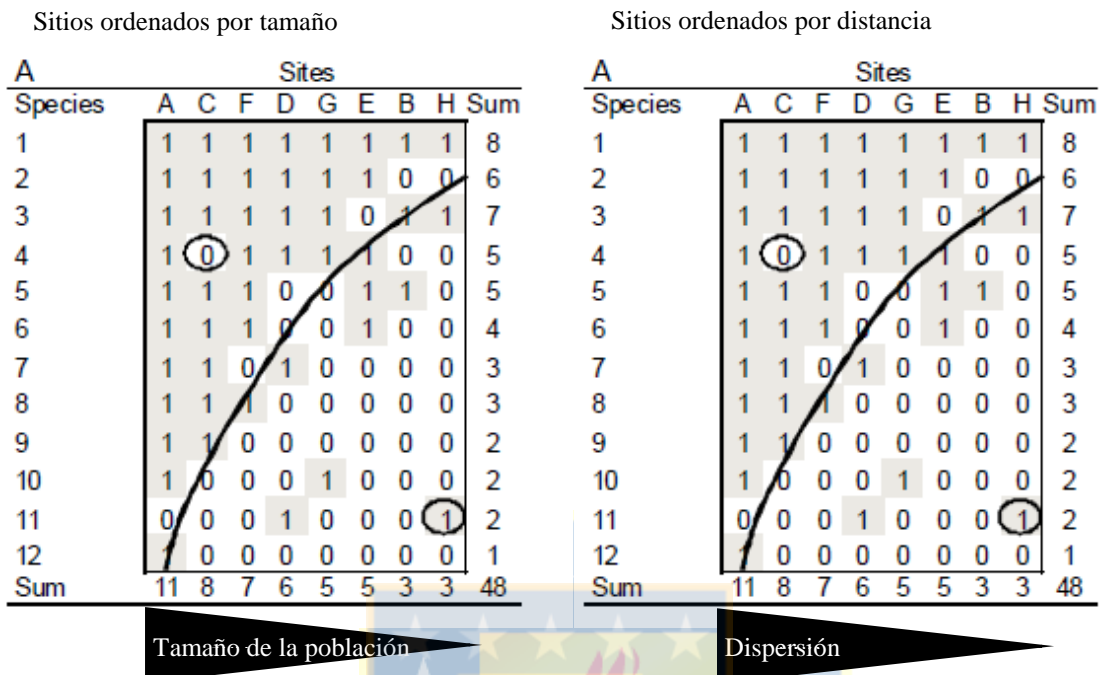 Sitios ordenados por tamaño
A Sites
Species A C F D G E B H Sum
1 1 1 1 1 1 1 1 1 8
2 1 1 1 1 1 1 0 0 6
3 1 1 1 1 1 0 1 1 7
4 1 0 1 1 1 1 0 0 5
5 1 1 1 0 0 1 1 0 5
6 1 1 1 0 0 1 0 0 4
7 1 1 0 1 0 0 0 0 3
8 1 1 1 0 0 0 0 0 3
9 1 1 0 0 0 0 0 0 2
10 1 0 0 0 1 0 0 0 2
11 0 0 0 1 0 0 0 1 2
12 1 0 0 0 0 0 0 0 1
Sum 11 8 7 6 5 5 3 3 48
Tamaño de la población
Sitios ordenados por distancia
A Sites
Species A C F D G E B H Sum
1 1 1 1 1 1 1 1 1 8
2 1 1 1 1 1 1 0 0 6
3 1 1 1 1 1 0 1 1 7
4 1 0 1 1 1 1 0 0 5
5 1 1 1 0 0 1 1 0 5
6 1 1 1 0 0 1 0 0 4
7 1 1 0 1 0 0 0 0 3
8 1 1 1 0 0 0 0 0 3
9 1 1 0 0 0 0 0 0 2
10 1 0 0 0 1 0 0 0 2
11 0 0 0 1 0 0 0 1 2
12 1 0 0 0 0 0 0 0 1
Sum 11 8 7 6 5 5 3 3 48
Dispersión